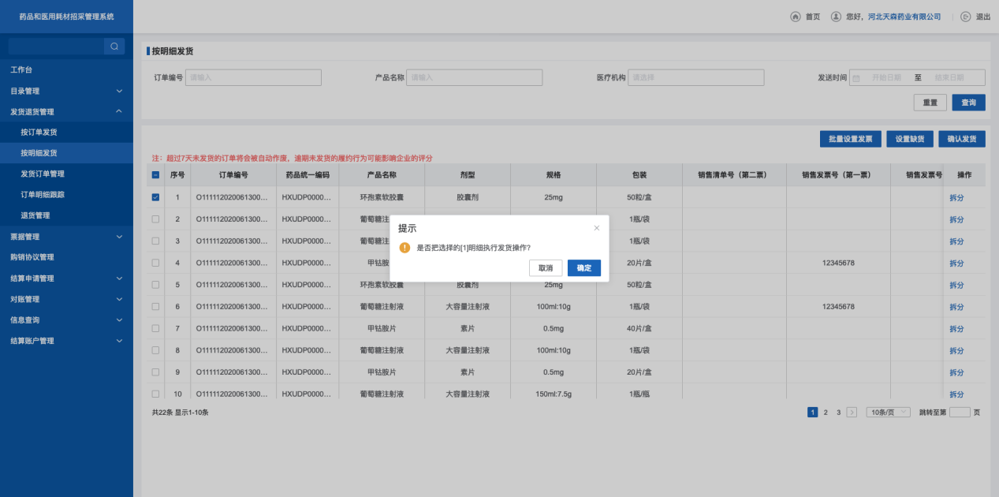 药品和医用耗材招采管理系统
首页 您好, 河北天森药业有限公司 退出
工作台
目录管理
发货退货管理
按订单发货
按明细发货
发货订单管理
订单明细跟踪
退货管理
票据管理
购销协议管理
结算申请管理
对账管理
信息查询
结算账户管理
按明细发货
订单编号 请输入 产品名称 请输入 医疗机构 请选择 发送时间 开始日期 至 结束日期
重置 查询
批量设置发票 设置缺货 确认发货
注: 超过7天未发货的订单将会被自动作废, 逾期未发货的履约行为可能影响企业的评分
序号 订单编号 药品统一编码 产品名称 剂型 规格 包装 销售清单号 (第二票) 销售发票号 (第一票) 销售发票号 操作
1 O111112020061300... HXUDP0000... 环孢素软胶囊 胶囊剂 25mg 50粒/盒 拆分
2 O111112020061300... HXUDP0000... 葡萄糖注 1瓶/袋 拆分
3 O111112020061300... HXUDP0000... 葡萄糖注 1瓶/袋 拆分
4 O111112020061300... HXUDP0000... 甲钴胺 20片/盒 12345678 拆分
5 O111112020061300... HXUDP0000... 环孢素软胶囊 胶囊剂 25mg 50粒/盒 拆分
6 O111112020061300... HXUDP0000... 葡萄糖注射液 大容量注射液 100ml:10g 1瓶/袋 12345678 拆分
7 O111112020061300... HXUDP0000... 甲钴胺片 素片 0.5mg 40片/盒 拆分
8 O111112020061300... HXUDP0000... 葡萄糖注射液 大容量注射液 100ml:10g 1瓶/袋 拆分
9 O111112020061300... HXUDP0000... 甲钴胺片 素片 0.5mg 20片/盒 拆分
10 O111112020061300... HXUDP0000... 葡萄糖注射液 大容量注射液 150ml:7.5g 1瓶/瓶 拆分
共22条 显示1-10条
1 2 3 10条/页 跳转至第 页
提示
是否把选择的[1]明细执行发货操作?
取消 确定